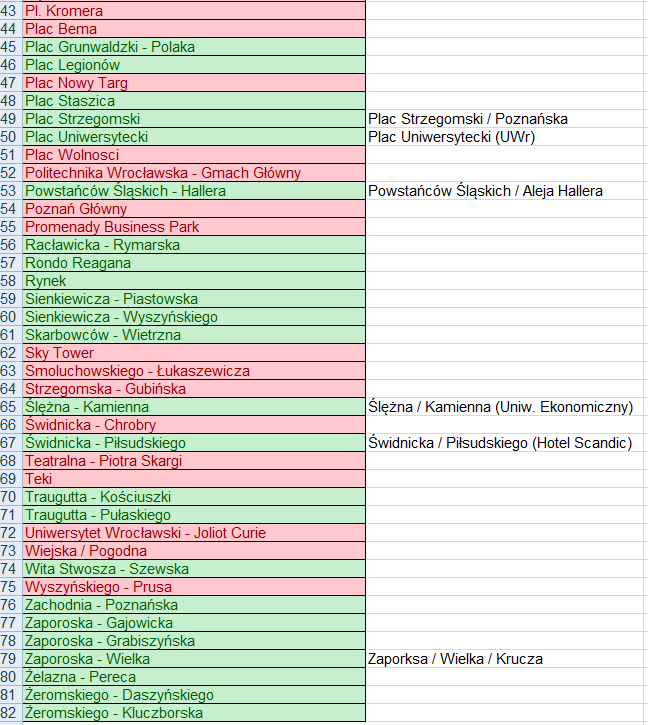 43 Pl. Kromera
44 Plac Bema
45 Plac Grunwaldzki - Polaka
46 Plac Legionów
47 Plac Nowy Targ
48 Plac Staszica
49 Plac Strzegomski Plac Strzegomski / Poznańska
50 Plac Uniwersytecki Plac Uniwersytecki (UWr)
51 Plac Wolnosci
52 Politechnika Wrocławska - Gmach Główny
53 Powstańców Śląskich - Hallera Powstańców Śląskich / Aleja Hallera
54 Poznań Główny
55 Promenady Business Park
56 Racławicka - Rymarska
57 Rondo Reagana
58 Rynek
59 Sienkiewicza - Piastowska
60 Sienkiewicza - Wyszyńskiego
61 Skarbowców - Wietrzna
62 Sky Tower
63 Smoluchowskiego - Łukaszewicza
64 Strzegomska - Gubińska
65 Ślężna - Kamienna Ślężna / Kamienna (Uniw. Ekonomiczny)
66 Świdnicka - Chrobry
67 Świdnicka - Piłsudskiego Świdnicka / Piłsudskiego (Hotel Scandic)
68 Teatralna - Piotra Skargi
69 Teki
70 Traugutta - Kościuszki
71 Traugutta - Pułaskiego
72 Uniwersytet Wrocławski - Joliot Curie
73 Wiejska / Pogodna
74 Wita Stwosza - Szewska
75 Wyszyńskiego - Prusa
76 Zachodnia - Poznańska
77 Zaporoska - Gajowicka
78 Zaporoska - Grabiszyńska
79 Zaporoska - Wielka Zaporksa / Wielka / Krucza
80 Żelazna - Pereca
81 Żeromskiego - Daszyńskiego
82 Żeromskiego - Kluczborska